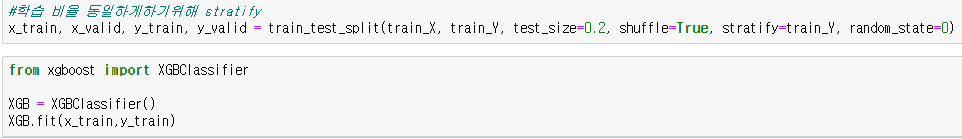 #학습 비율 동일하게하기위해 stratify
x_train, x_valid, y_train, y_valid = train_test_split(train_X, train_Y, test_size=0.2, shuffle=True, stratify=train_Y, random_state=0)
from xgboost import XGBClassifier
XGB = XGBClassifier()
XGB.fit(x_train,y_train)